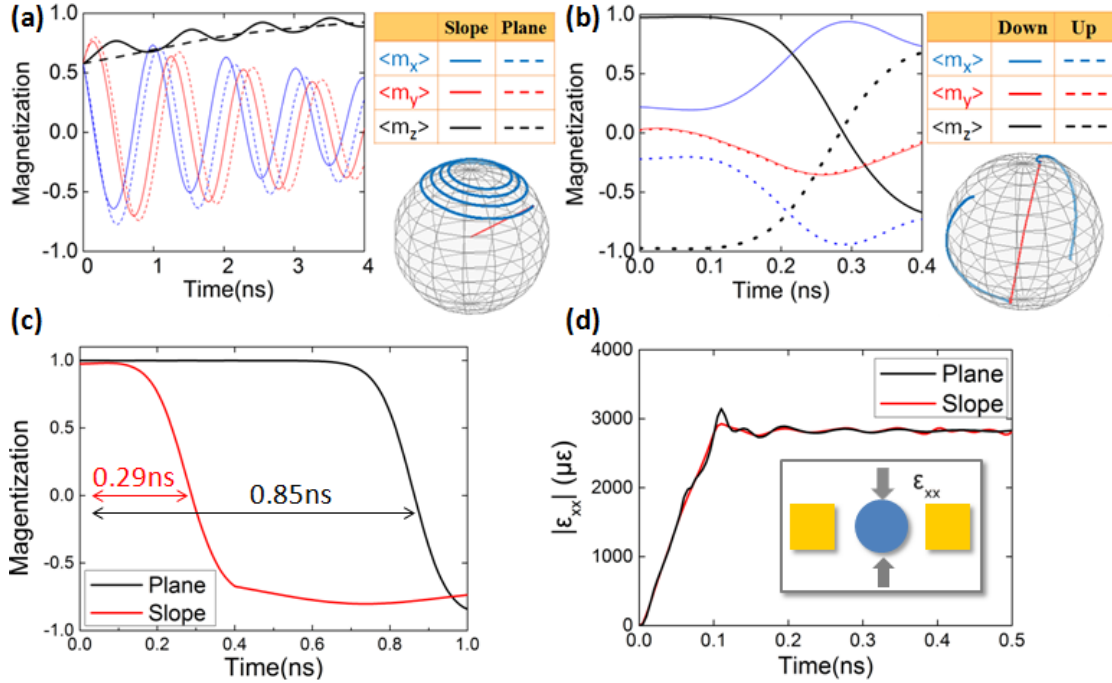 (a)
1.0
0.5
0.0
-0.5
-1.0
Magnetization
0 1 2 3 4
Time(ns)
Slope Plane
<mx>
<my>
<mz>
(b)
1.0
0.5
0.0
-0.5
-1.0
Magnetization
0.0 0.1 0.2 0.3 0.4
Time (ns)
Down Up
<mx>
<my>
<mz>
(c)
1.0
0.5
0.0
-0.5
-1.0
Magentization
0.29ns
0.85ns
Plane
Slope
0.0 0.2 0.4 0.6 0.8 1.0
Time(ns)
(d)
4000
3000
2000
1000
0
|εxx| (με)
Plane
Slope
εxx
0.0 0.1 0.2 0.3 0.4 0.5
Time(ns)